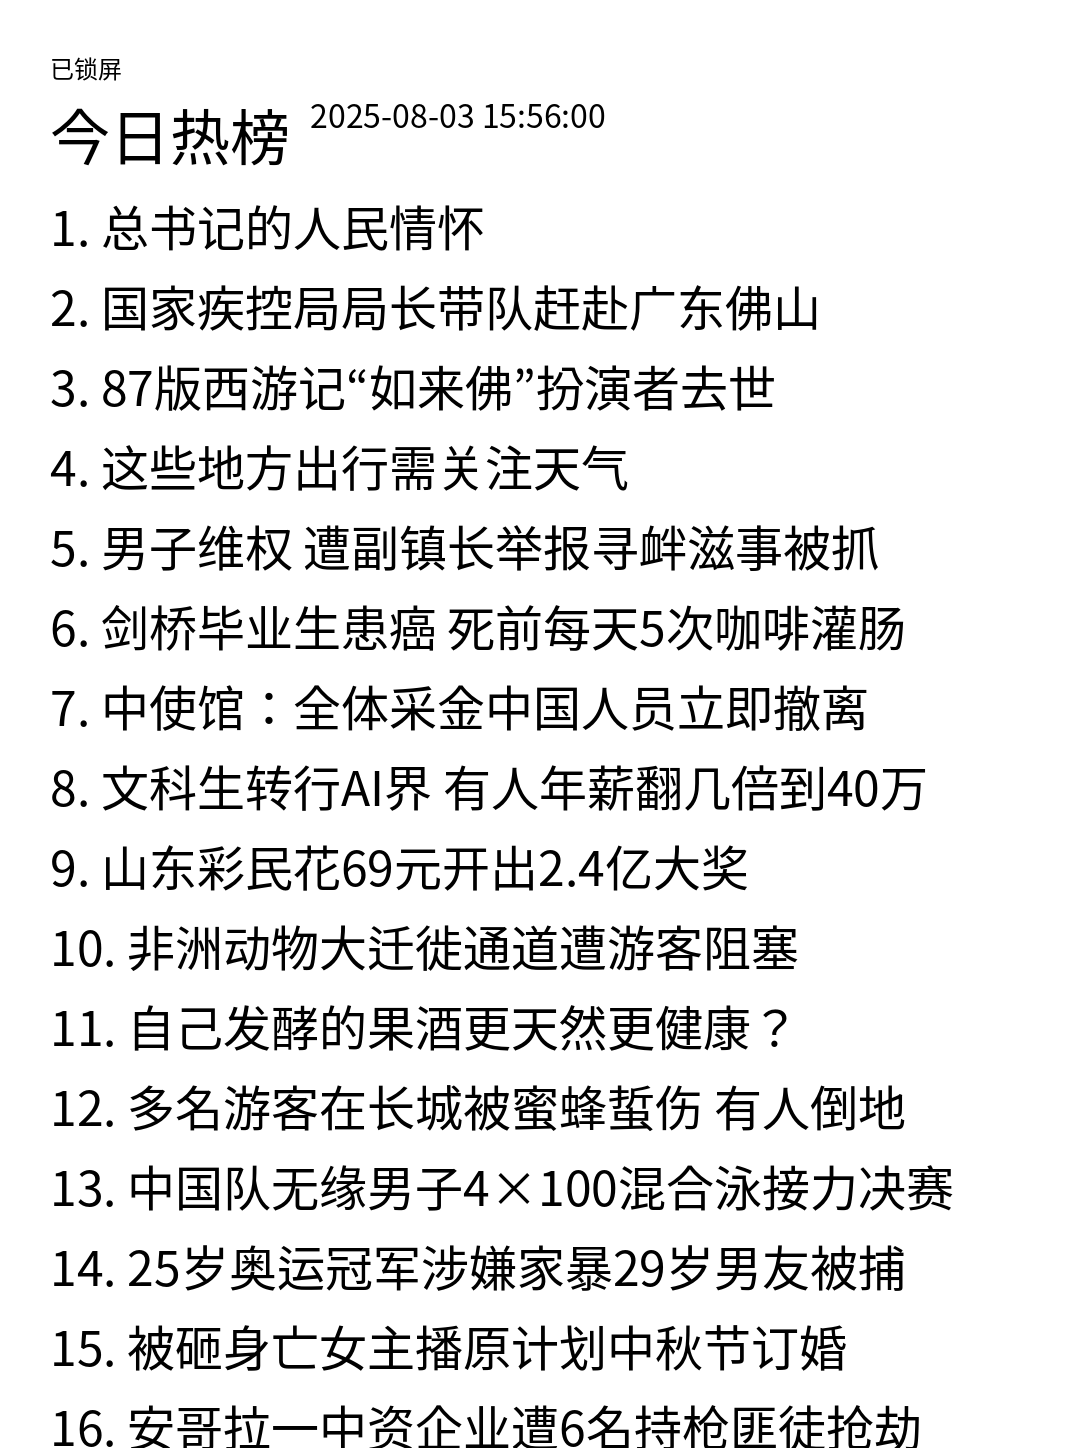 已锁屏
今日热榜 2025-08-03 15:56:00
1. 总书记的人民情怀
2. 国家疾控局局长带队赶赴广东佛山
3. 87版西游记“如来佛”扮演者去世
4. 这些地方出行需关注天气
5. 男子维权 遭副镇长举报寻衅滋事被抓
6. 剑桥毕业生患癌 死前每天5次咖啡灌肠
7. 中使馆：全体采金中国人员立即撤离
8. 文科生转行AI界 有人年薪翻几倍到40万
9. 山东彩民花69元开出2.4亿大奖
10. 非洲动物大迁徙通道遭游客阻塞
11. 自己发酵的果酒更天然更健康？
12. 多名游客在长城被蜜蜂蜇伤 有人倒地
13. 中国队无缘男子4×100混合泳接力决赛
14. 25岁奥运冠军涉嫌家暴29岁男友被捕
15. 被砸身亡女主播原计划中秋节订婚
16. 安哥拉一中资企业遭6名持枪匪徒抢劫